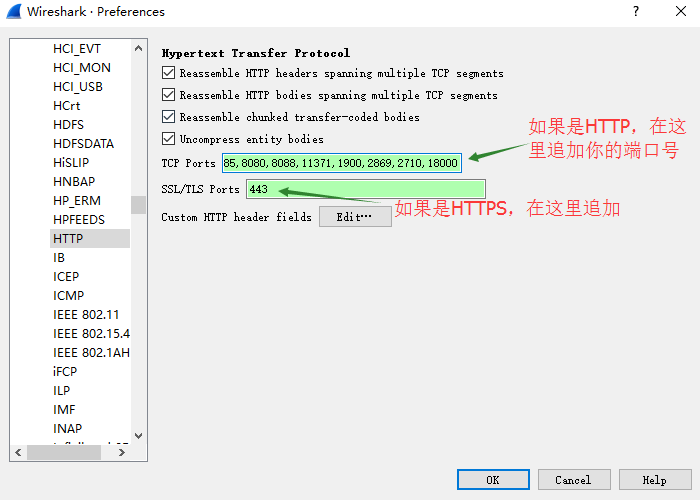 Wireshark · Preferences
HCI_EVT
HCI_MON
HCI_USB
HCrt
HDFS
HDFSDATA
HiSLIP
HNBAP
HP_ERM
HPFEEDS
HTTP
IB
ICEP
ICMP
IEEE 802.11
IEEE 802.15.4
IEEE 802.1AH
iFCP
ILP
IMF
INAP
Hypertext Transfer Protocol
Reassemble HTTP headers spanning multiple TCP segments
Reassemble HTTP bodies spanning multiple TCP segments
Reassemble chunked transfer-coded bodies
Uncompress entity bodies
TCP Ports 85,8080,8088,11371,1900,2869,2710,18000
如果是HTTP，在这
里追加你的端口号
SSL/TLS Ports 443
如果是HTTPS，在这里追加
Custom HTTP header fields Edit…
OK Cancel Help